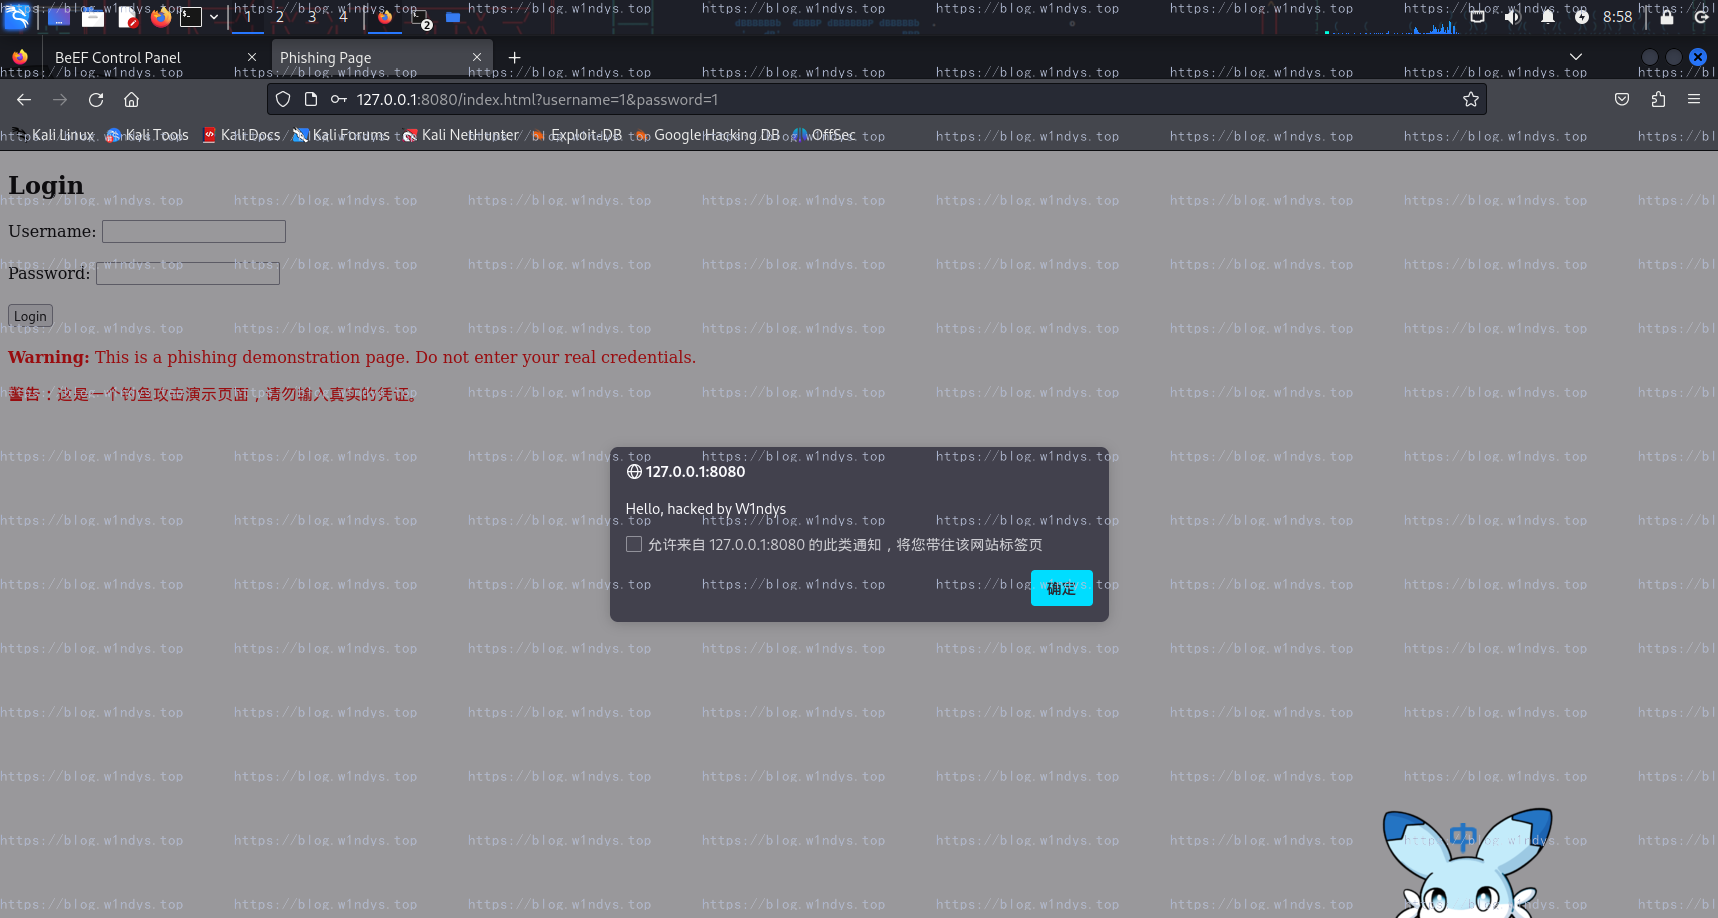 1 2 3 4 2 8:58
BeEF Control Panel
Phishing Page
127.0.0.1:8080/index.html?username=1&password=1
Kali Linux Kali Tools Kali Docs Kali Forums Kali NetHunter Exploit-DB Google Hacking DB OffSec
Login
Username:
Password:
Login
Warning: This is a phishing demonstration page. Do not enter your real credentials.
警告：这是一个钓鱼攻击演示页面，请勿输入真实的凭证。
127.0.0.1:8080
Hello, hacked by W1ndys
允许来自 127.0.0.1:8080 的此类通知，将您带往该网站标签页
确定
中
https://blog.w1ndys.top